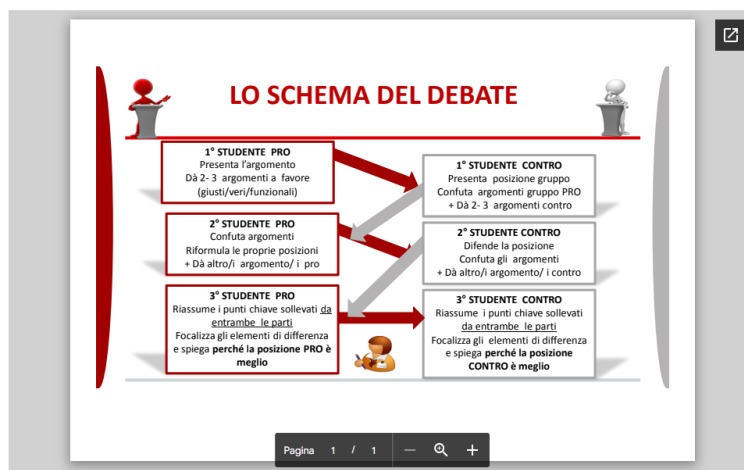 LO SCHEMA DEL DEBATE
1° STUDENTE PRO
Presenta l'argomento
Dà 2- 3 argomenti a favore
(giusti/veri/funzionali)
1° STUDENTE CONTRO
Presenta posizione gruppo
Confuta argomenti gruppo PRO
+ Dà 2- 3 argomenti contro
2° STUDENTE PRO
Confuta argomenti
Riformula le proprie posizioni
+ Dà altro/i argomento/ i pro
2° STUDENTE CONTRO
Difende la posizione
Confuta gli argomenti
+ Dà altro/i argomento/ i contro
3° STUDENTE PRO
Riassume i punti chiave sollevati da
entrambe le parti
Focalizza gli elementi di differenza
e spiega perché la posizione PRO è
meglio
3° STUDENTE CONTRO
Riassume i punti chiave sollevati
da entrambe le parti
Focalizza gli elementi di differenza
e spiega perché la posizione
CONTRO è meglio
Pagina 1 / 1